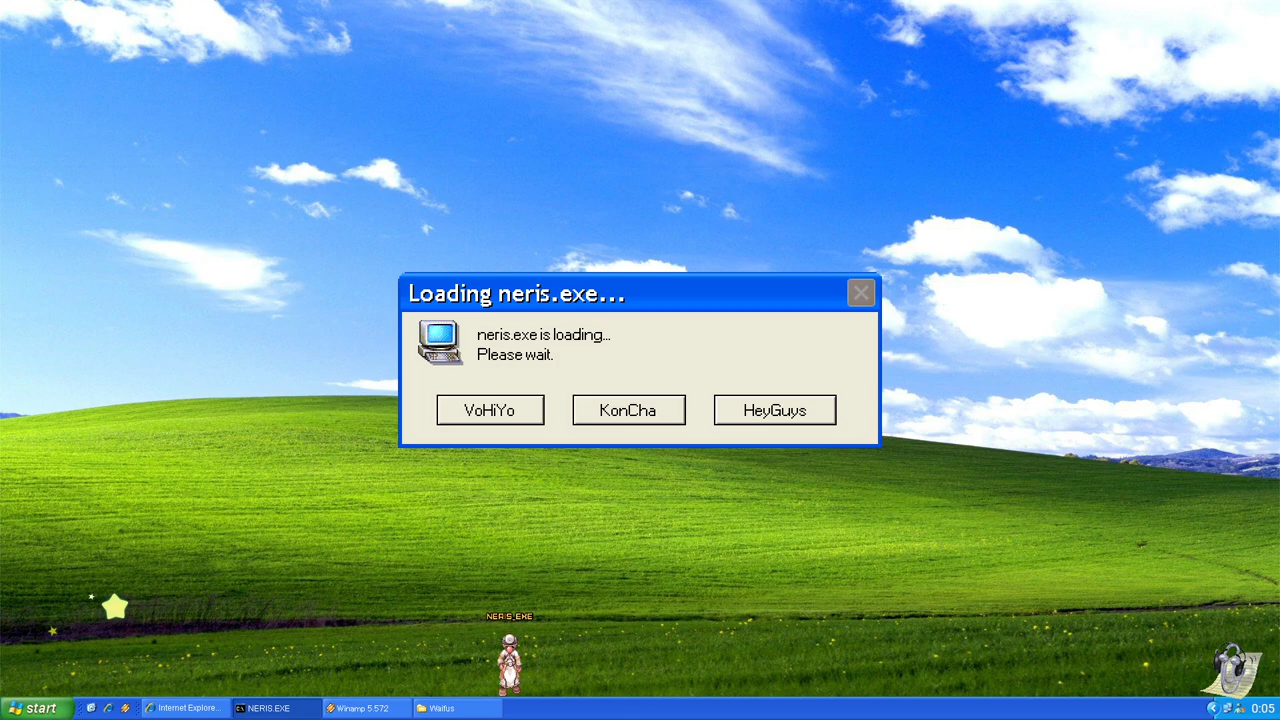 Loading neris.exe...
neris.exe is loading...
Please wait.
VoHiYo
KonCha
HeyGuys
NERIS_EXE
start
Internet Explore...
NERIS.EXE
Winamp 5.572
Waifus
0:05